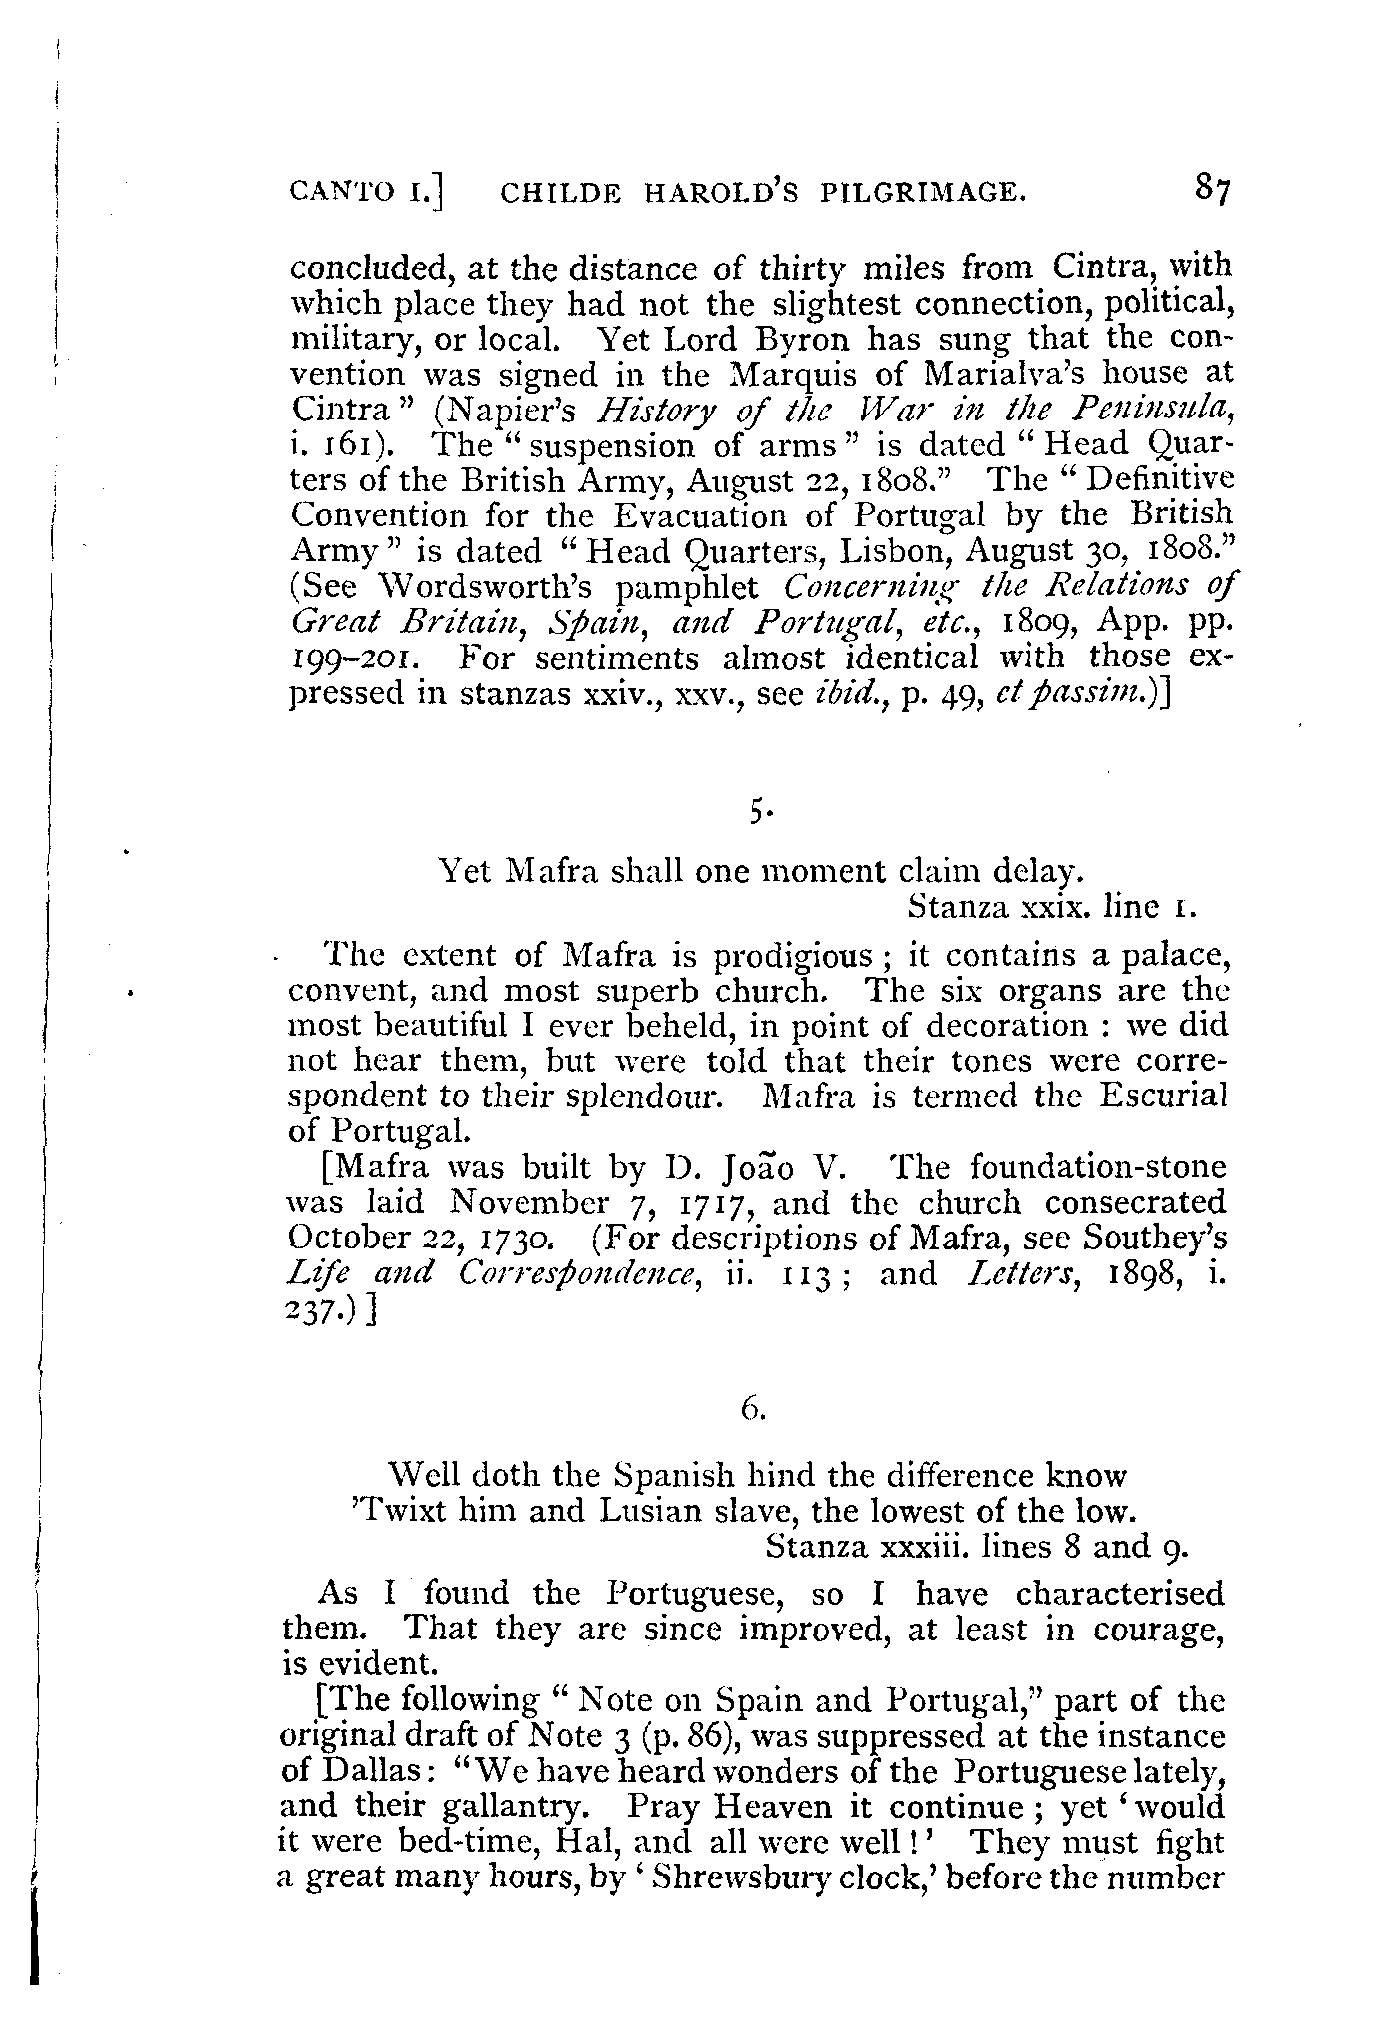 CANTO I.] CHILDE HAROLD'S PILGRIMAGE. 87
concluded, at the distance of thirty miles from Cintra, with
which place they had not the slightest connection, political,
military, or local. Yet Lord Byron has sung that the con-
vention was signed in the Marquis of Marialva's house at
Cintra" (Napier's History of the War in the Peninsula,
i. 161). The "suspension of arms" is dated "Head Quar-
ters of the British Army, August 22, 1808." The "Definitive
Convention for the Evacuation of Portugal by the British
Army" is dated "Head Quarters, Lisbon, August 30, 1808."
(See Wordsworth's pamphlet Concerning the Relations of
Great Britain, Spain, and Portugal, etc., 1809, App. pp.
199–201. For sentiments almost identical with those ex-
pressed in stanzas xxiv., xxv., see ibid., p. 49, et passim.)]
5.
Yet Mafra shall one moment claim delay.
Stanza xxix. line 1.
The extent of Mafra is prodigious; it contains a palace,
convent, and most superb church. The six organs are the
most beautiful I ever beheld, in point of decoration: we did
not hear them, but were told that their tones were corre-
spondent to their splendour. Mafra is termed the Escurial
of Portugal.
[Mafra was built by D. João V. The foundation-stone
was laid November 7, 1717, and the church consecrated
October 22, 1730. (For descriptions of Mafra, see Southey's
Life and Correspondence, ii. 113; and Letters, 1898, i.
237.)]
6.
Well doth the Spanish hind the difference know
'Twixt him and Lusian slave, the lowest of the low.
Stanza xxxiii. lines 8 and 9.
As I found the Portuguese, so I have characterised
them. That they are since improved, at least in courage,
is evident.
[The following "Note on Spain and Portugal," part of the
original draft of Note 3 (p. 86), was suppressed at the instance
of Dallas: "We have heard wonders of the Portuguese lately,
and their gallantry. Pray Heaven it continue; yet 'would
it were bed-time, Hal, and all were well!' They must fight
a great many hours, by 'Shrewsbury clock,' before the number